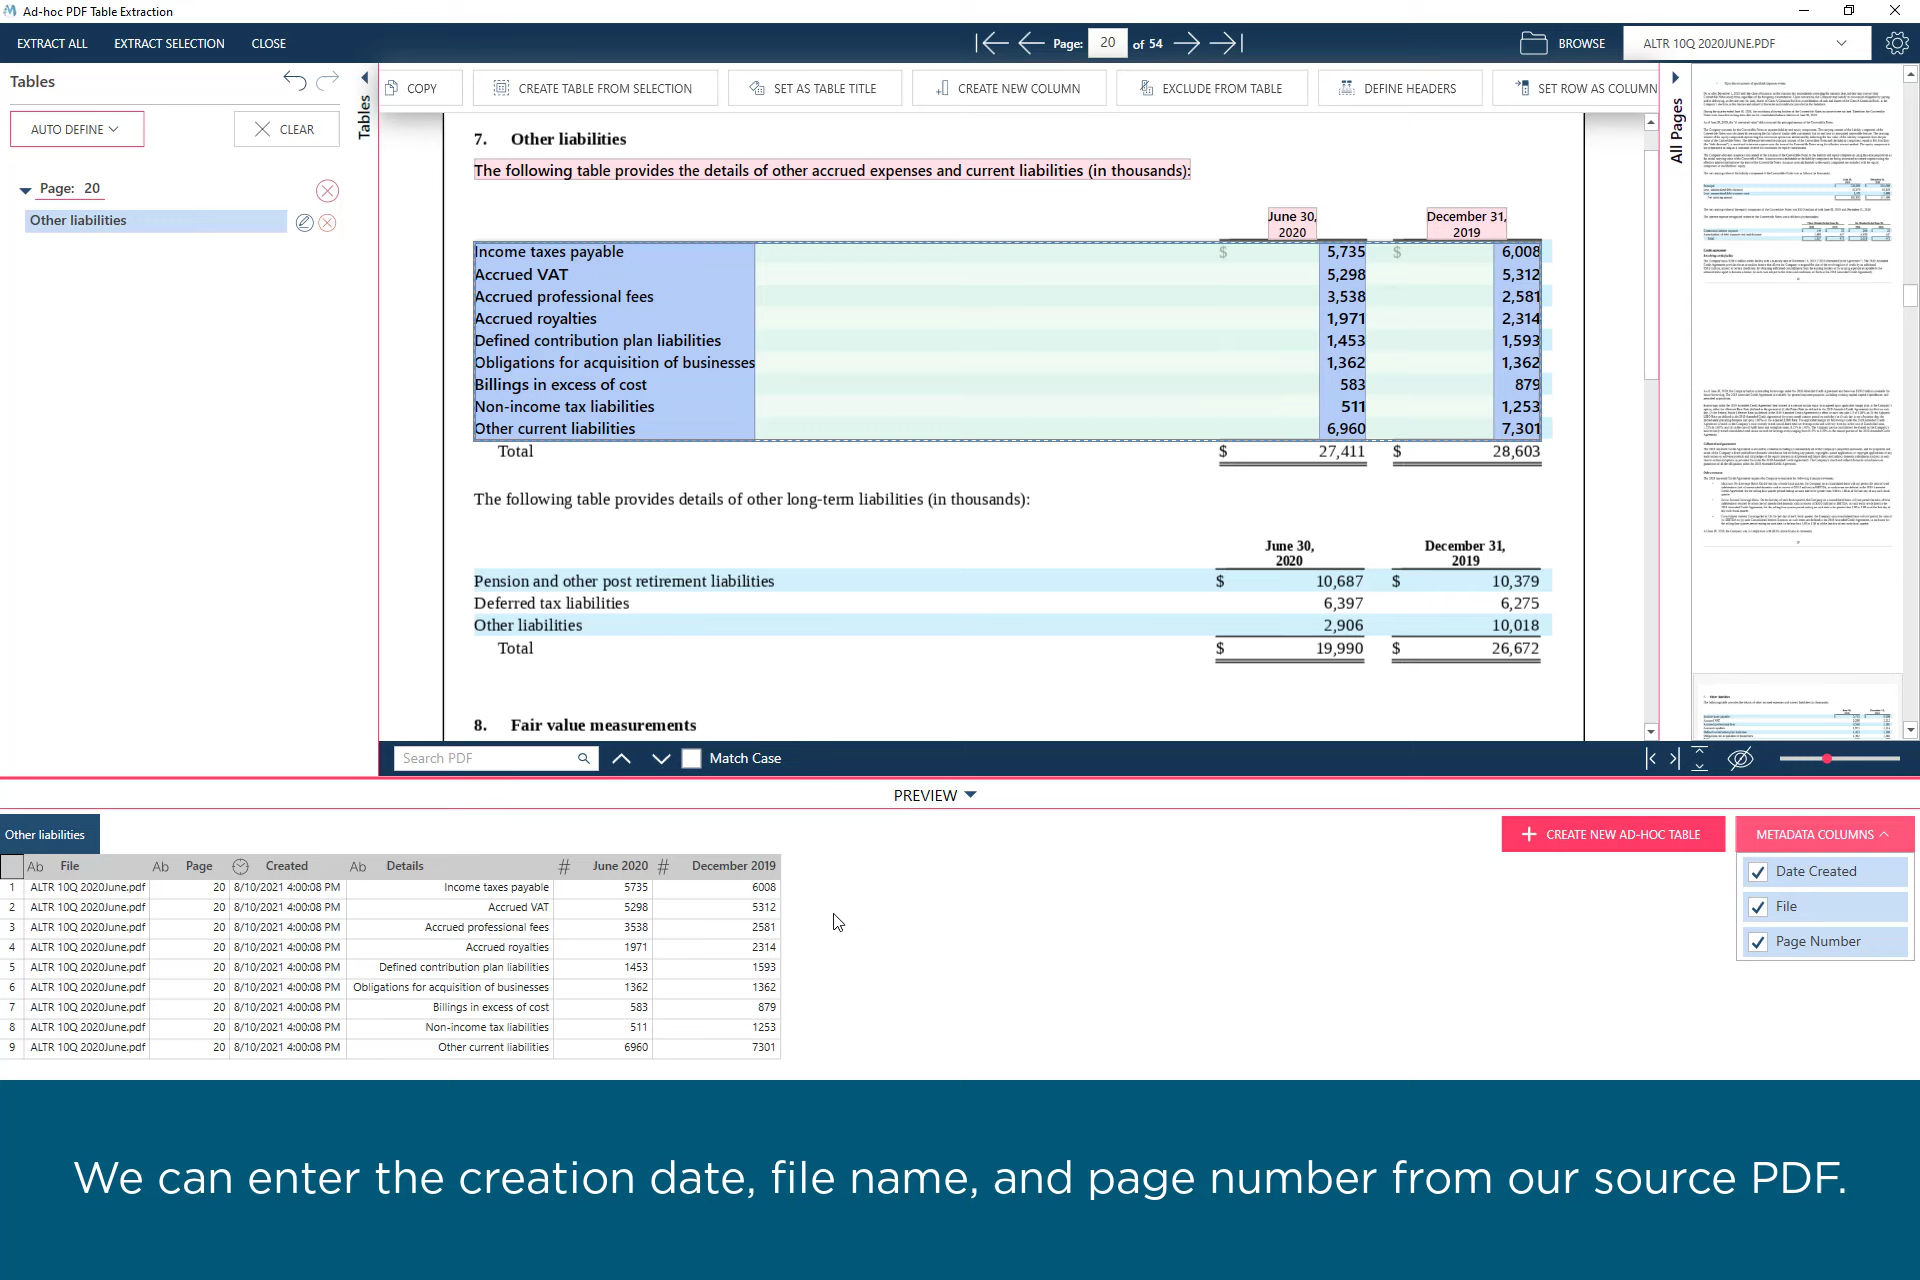 Ad-hoc PDF Table Extraction
EXTRACT ALL EXTRACT SELECTION CLOSE Page: 20 of 54 BROWSE ALTR 10Q 2020JUNE.PDF
Tables
AUTO DEFINE CLEAR
Page: 20
Other liabilities
Tables
COPY CREATE TABLE FROM SELECTION SET AS TABLE TITLE CREATE NEW COLUMN EXCLUDE FROM TABLE DEFINE HEADERS SET ROW AS COLUMN
All Pages
7. Other liabilities
The following table provides the details of other accrued expenses and current liabilities (in thousands):
June 30, December 31,
2020 2019
Income taxes payable $ 5,735 $ 6,008
Accrued VAT 5,298 5,312
Accrued professional fees 3,538 2,581
Accrued royalties 1,971 2,314
Defined contribution plan liabilities 1,453 1,593
Obligations for acquisition of businesses 1,362 1,362
Billings in excess of cost 583 879
Non-income tax liabilities 511 1,253
Other current liabilities 6,960 7,301
Total $ 27,411 $ 28,603
The following table provides details of other long-term liabilities (in thousands):
June 30, December 31,
2020 2019
Pension and other post retirement liabilities $ 10,687 $ 10,379
Deferred tax liabilities 6,397 6,275
Other liabilities 2,906 10,018
Total $ 19,990 $ 26,672
8. Fair value measurements
Search PDF Match Case
PREVIEW
Other liabilities CREATE NEW AD-HOC TABLE METADATA COLUMNS
Date Created
File
Page Number
Ab File Ab Page Created Ab Details # June 2020 # December 2019
1 ALTR 10Q 2020June.pdf 20 8/10/2021 4:00:08 PM Income taxes payable 5735 6008
2 ALTR 10Q 2020June.pdf 20 8/10/2021 4:00:08 PM Accrued VAT 5298 5312
3 ALTR 10Q 2020June.pdf 20 8/10/2021 4:00:08 PM Accrued professional fees 3538 2581
4 ALTR 10Q 2020June.pdf 20 8/10/2021 4:00:08 PM Accrued royalties 1971 2314
5 ALTR 10Q 2020June.pdf 20 8/10/2021 4:00:08 PM Defined contribution plan liabilities 1453 1593
6 ALTR 10Q 2020June.pdf 20 8/10/2021 4:00:08 PM Obligations for acquisition of businesses 1362 1362
7 ALTR 10Q 2020June.pdf 20 8/10/2021 4:00:08 PM Billings in excess of cost 583 879
8 ALTR 10Q 2020June.pdf 20 8/10/2021 4:00:08 PM Non-income tax liabilities 511 1253
9 ALTR 10Q 2020June.pdf 20 8/10/2021 4:00:08 PM Other current liabilities 6960 7301
We can enter the creation date, file name, and page number from our source PDF.